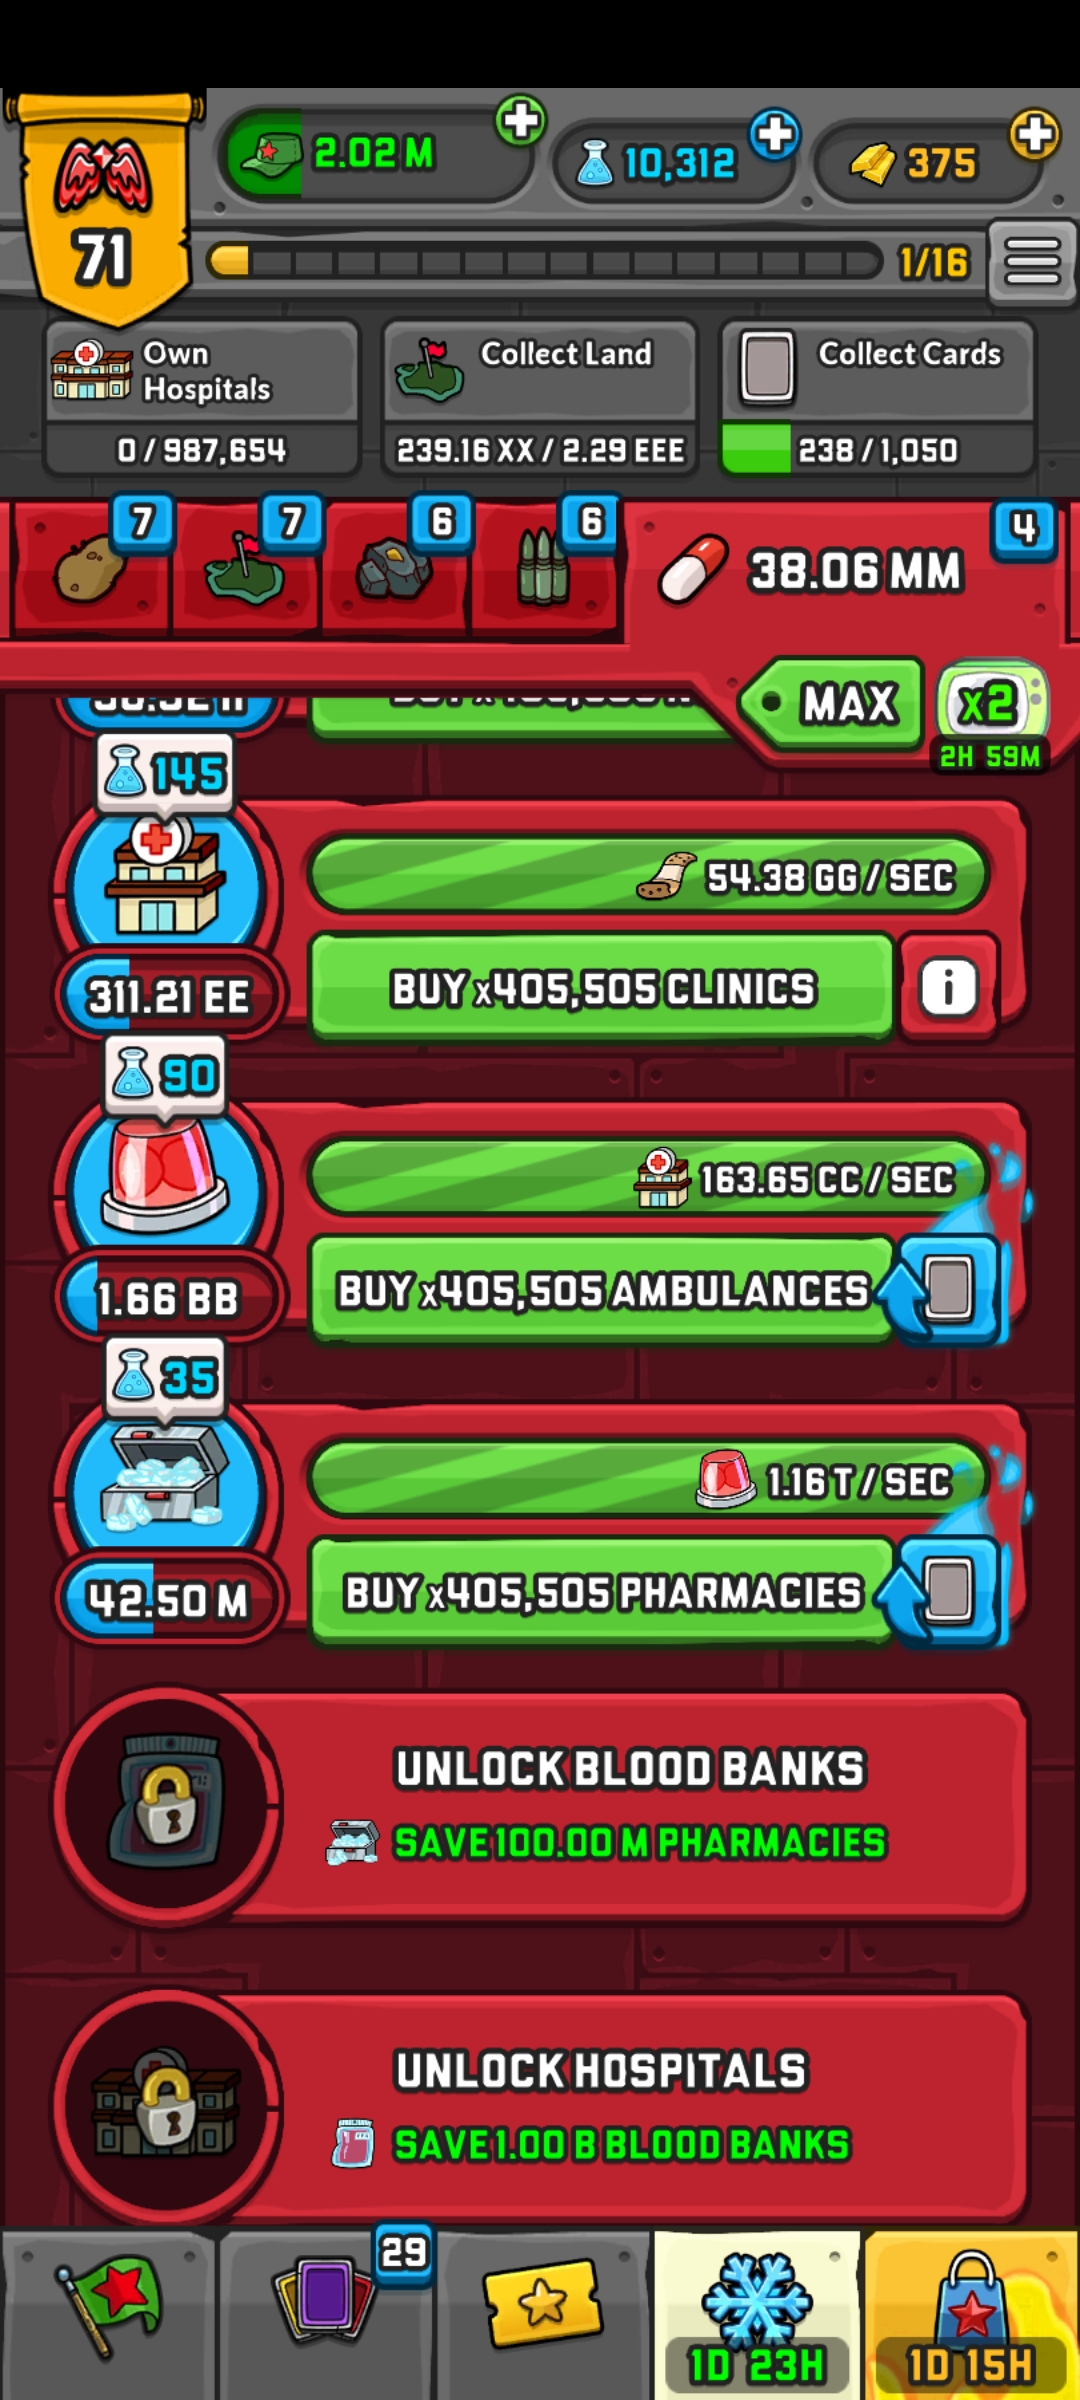 71
2.02 M
10,312
375
1/16
Own
Hospitals
0 / 987,654
Collect Land
239.16 XX / 2.29 EEE
Collect Cards
238 / 1,050
7
7
6
6
4
38.06 MM
MAX
x2
2H 59M
145
54.38 GG / SEC
311.21 EE
BUY x405,505 CLINICS
i
90
163.65 CC / SEC
1.66 BB
BUY x405,505 AMBULANCES
35
1.16 T / SEC
42.50 M
BUY x405,505 PHARMACIES
UNLOCK BLOOD BANKS
SAVE 100.00 M PHARMACIES
UNLOCK HOSPITALS
SAVE 1.00 B BLOOD BANKS
29
1D 23H
1D 15H